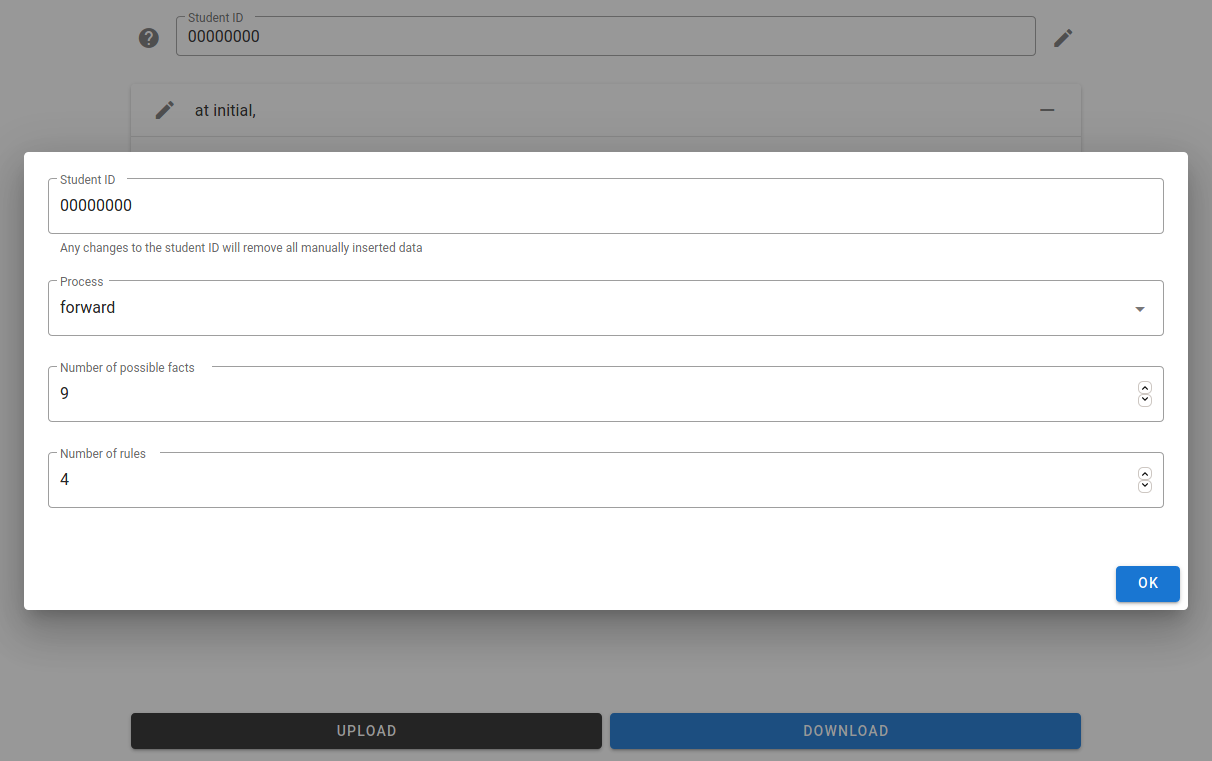 Student ID
00000000
at initial,
Student ID
00000000
Any changes to the student ID will remove all manually inserted data
Process
forward
Number of possible facts
9
Number of rules
4
OK
UPLOAD
DOWNLOAD